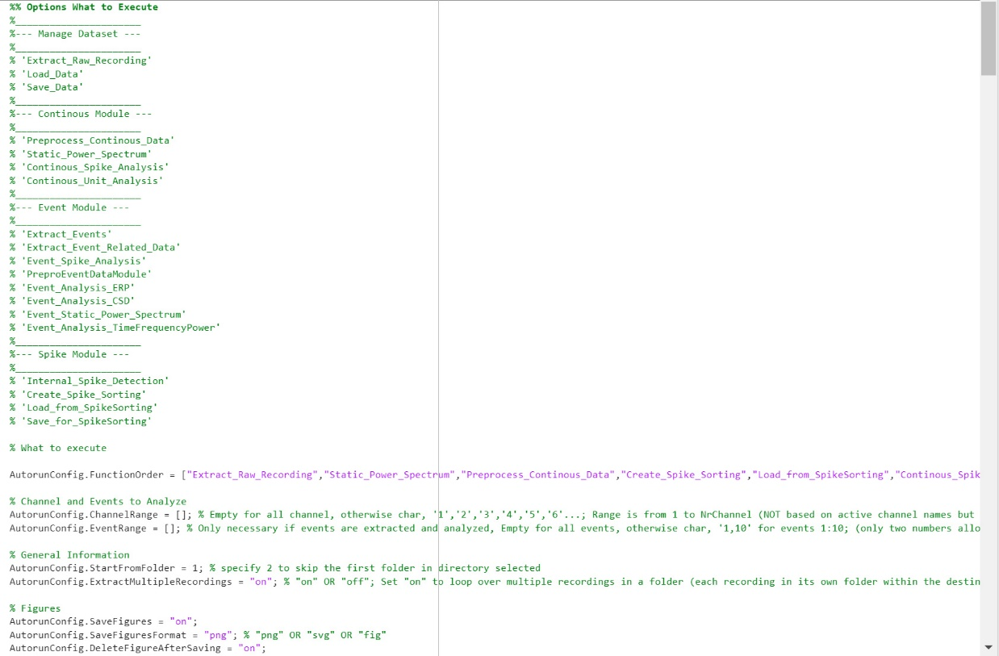 %% Options What to Execute
%______________________
%--- Manage Dataset ---
%______________________
% 'Extract_Raw_Recording'
% 'Load_Data'
% 'Save_Data'
%______________________
%--- Continous Module ---
%______________________
% 'Preprocess_Continous_Data'
% 'Static_Power_Spectrum'
% 'Continous_Spike_Analysis'
% 'Continous_Unit_Analysis'
%______________________
%--- Event Module ---
%______________________
% 'Extract_Events'
% 'Extract_Event_Related_Data'
% 'Event_Spike_Analysis'
% 'PreproEventDataModule'
% 'Event_Analysis_ERP'
% 'Event_Analysis_CSD'
% 'Event_Static_Power_Spectrum'
% 'Event_Analysis_TimeFrequencyPower'
%______________________
%--- Spike Module ---
%______________________
% 'Internal_Spike_Detection'
% 'Create_Spike_Sorting'
% 'Load_from_SpikeSorting'
% 'Save_for_SpikeSorting'
% What to execute
AutorunConfig.FunctionOrder = ["Extract_Raw_Recording","Static_Power_Spectrum","Preprocess_Continous_Data","Create_Spike_Sorting","Load_from_SpikeSorting","Continous_Spik
% Channel and Events to Analyze
AutorunConfig.ChannelRange = []; % Empty for all channel, otherwise char, '1','2','3','4','5','6'...; Range is from 1 to NrChannel (NOT based on active channel names but
AutorunConfig.EventRange = []; % Only necessary if events are extracted and analyzed, Empty for all events, otherwise char, '1,10' for events 1:10; (only two numbers allo
% General Information
AutorunConfig.StartFromFolder = 1; % specify 2 to skip the first folder in directory selected
AutorunConfig.ExtractMultipleRecordings = "on"; % "on" OR "off"; Set "on" to loop over multiple recordings in a folder (each recording in its own folder within the destin
% Figures
AutorunConfig.SaveFigures = "on";
AutorunConfig.SaveFiguresFormat = "png"; % "png" OR "svg" OR "fig"
AutorunConfig.DeleteFigureAfterSaving = "on";